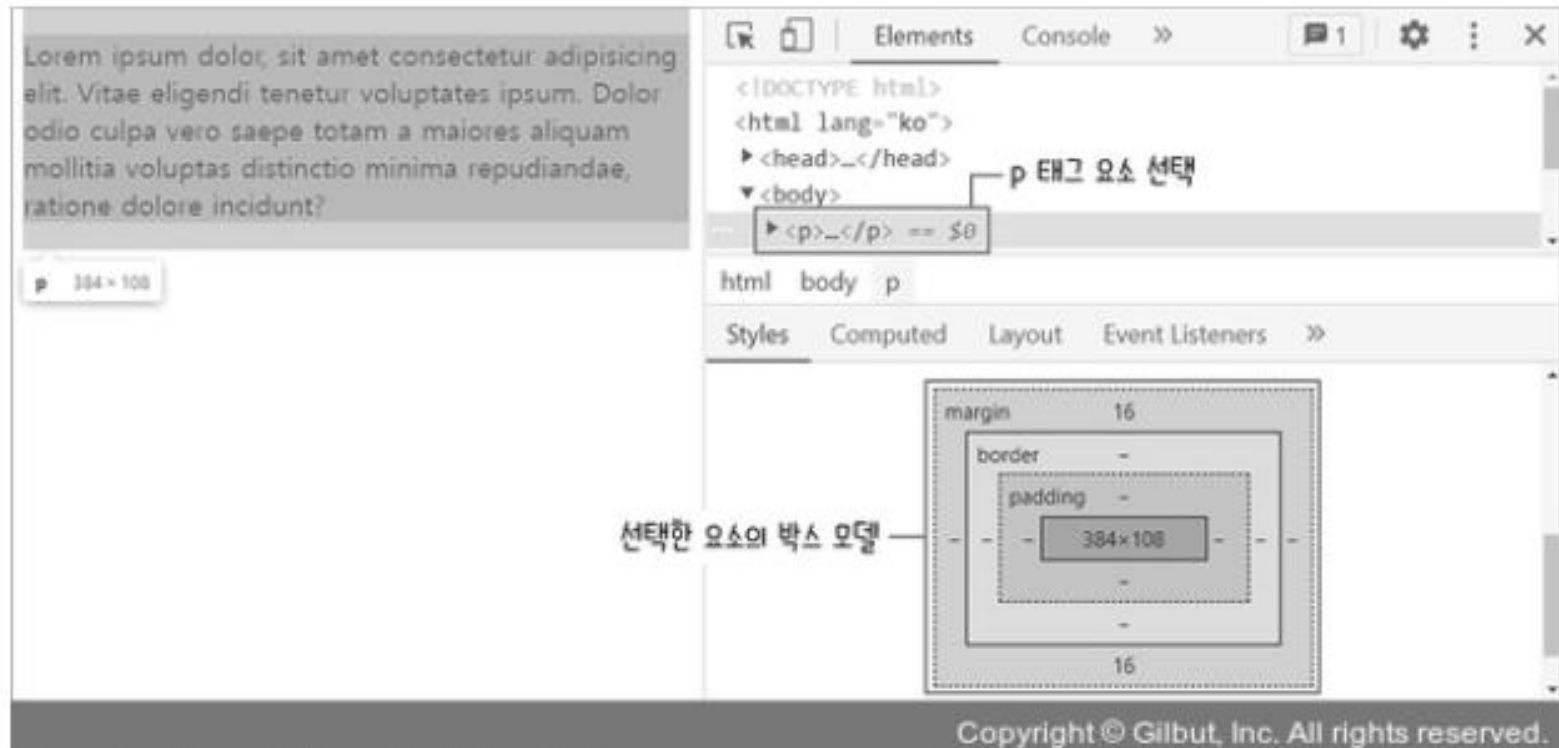 Lorem ipsum dolor, sit amet consectetur adipisicing
elit. Vitae eligendi tenetur voluptates ipsum. Dolor
odio culpa vero saepe totam a maiores aliquam
mollitia voluptas distinctio minima repudiandae,
ratione dolore incidunt?
p 384 × 108
Elements Console » 1
<!DOCTYPE html>
<html lang="ko">
▶<head>…</head>
▼<body>
p 태그 요소 선택
… ▶<p>…</p> == $0
html body p
Styles Computed Layout Event Listeners »
margin 16
border -
padding -
선택한 요소의 박스 모델
- - - 384×108 - - -
-
-
16
Copyright © Gilbut, Inc. All rights reserved.